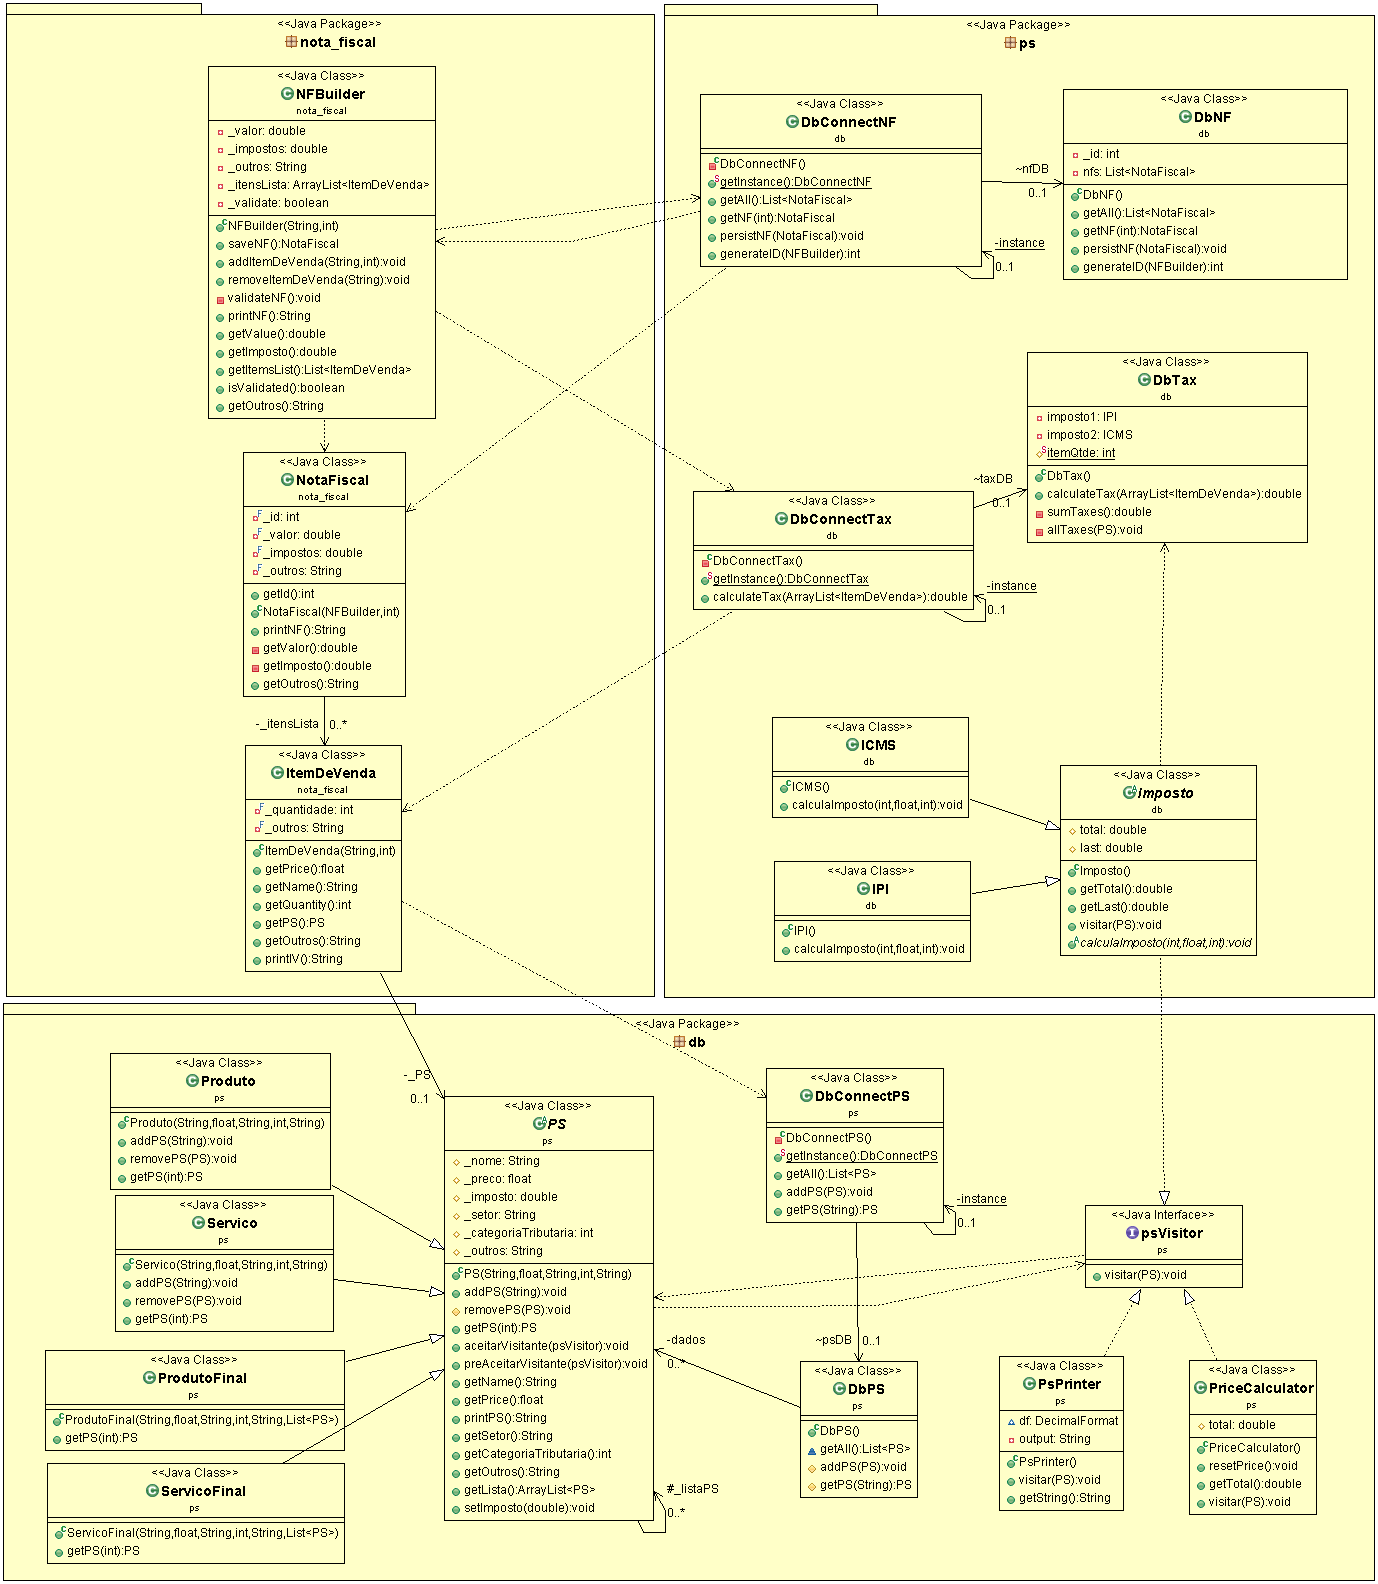 <<Java Package>>
nota_fiscal
<<Java Class>>
NFBuilder
nota_fiscal
_valor: double
_impostos: double
_outros: String
_itensLista: ArrayList<ItemDeVenda>
_validate: boolean
NFBuilder(String,int)
saveNF():NotaFiscal
addItemDeVenda(String,int):void
removeItemDeVenda(String):void
validateNF():void
printNF():String
getValue():double
getImposto():double
getItemsList():List<ItemDeVenda>
isValidated():boolean
getOutros():String
<<Java Class>>
NotaFiscal
nota_fiscal
_id: int
_valor: double
_impostos: double
_outros: String
getId():int
NotaFiscal(NFBuilder,int)
printNF():String
getValor():double
getImposto():double
getOutros():String
-_itensLista 0..*
<<Java Class>>
ItemDeVenda
nota_fiscal
_quantidade: int
_outros: String
ItemDeVenda(String,int)
getPrice():float
getName():String
getQuantity():int
getPS():PS
getOutros():String
printIV():String
<<Java Package>>
ps
<<Java Class>>
DbConnectNF
db
DbConnectNF()
getInstance():DbConnectNF
getAll():List<NotaFiscal>
getNF(int):NotaFiscal
persistNF(NotaFiscal):void
generateID(NFBuilder):int
-instance
0..1
~nfDB
0..1
<<Java Class>>
DbNF
db
_id: int
nfs: List<NotaFiscal>
DbNF()
getAll():List<NotaFiscal>
getNF(int):NotaFiscal
persistNF(NotaFiscal):void
generateID(NFBuilder):int
<<Java Class>>
DbTax
db
imposto1: IPI
imposto2: ICMS
itemQtde: int
DbTax()
calculateTax(ArrayList<ItemDeVenda>):double
sumTaxes():double
allTaxes(PS):void
~taxDB
0..1
<<Java Class>>
DbConnectTax
db
DbConnectTax()
getInstance():DbConnectTax
calculateTax(ArrayList<ItemDeVenda>):double
-instance
0..1
<<Java Class>>
ICMS
db
ICMS()
calculaImposto(int,float,int):void
<<Java Class>>
IPI
db
IPI()
calculaImposto(int,float,int):void
<<Java Class>>
Imposto
db
total: double
last: double
Imposto()
getTotal():double
getLast():double
visitar(PS):void
calculaImposto(int,float,int):void
<<Java Package>>
db
<<Java Class>>
Produto
ps
Produto(String,float,String,int,String)
addPS(String):void
removePS(PS):void
getPS(int):PS
<<Java Class>>
Servico
ps
Servico(String,float,String,int,String)
addPS(String):void
removePS(PS):void
getPS(int):PS
<<Java Class>>
ProdutoFinal
ps
ProdutoFinal(String,float,String,int,String,List<PS>)
getPS(int):PS
<<Java Class>>
ServicoFinal
ps
ServicoFinal(String,float,String,int,String,List<PS>)
getPS(int):PS
-_PS
0..1
<<Java Class>>
PS
ps
_nome: String
_preco: float
_imposto: double
_setor: String
_categoriaTributaria: int
_outros: String
PS(String,float,String,int,String)
addPS(String):void
removePS(PS):void
getPS(int):PS
aceitarVisitante(psVisitor):void
preAceitarVisitante(psVisitor):void
getName():String
getPrice():float
printPS():String
getSetor():String
getCategoriaTributaria():int
getOutros():String
getLista():ArrayList<PS>
setImposto(double):void
#_listaPS
0..*
-dados
0..*
<<Java Class>>
DbConnectPS
ps
DbConnectPS()
getInstance():DbConnectPS
getAll():List<PS>
addPS(PS):void
getPS(String):PS
-instance
0..1
~psDB 0..1
<<Java Class>>
DbPS
ps
DbPS()
getAll():List<PS>
addPS(PS):void
getPS(String):PS
<<Java Interface>>
psVisitor
ps
visitar(PS):void
<<Java Class>>
PsPrinter
ps
df: DecimalFormat
output: String
PsPrinter()
visitar(PS):void
getString():String
<<Java Class>>
PriceCalculator
ps
total: double
PriceCalculator()
resetPrice():void
getTotal():double
visitar(PS):void